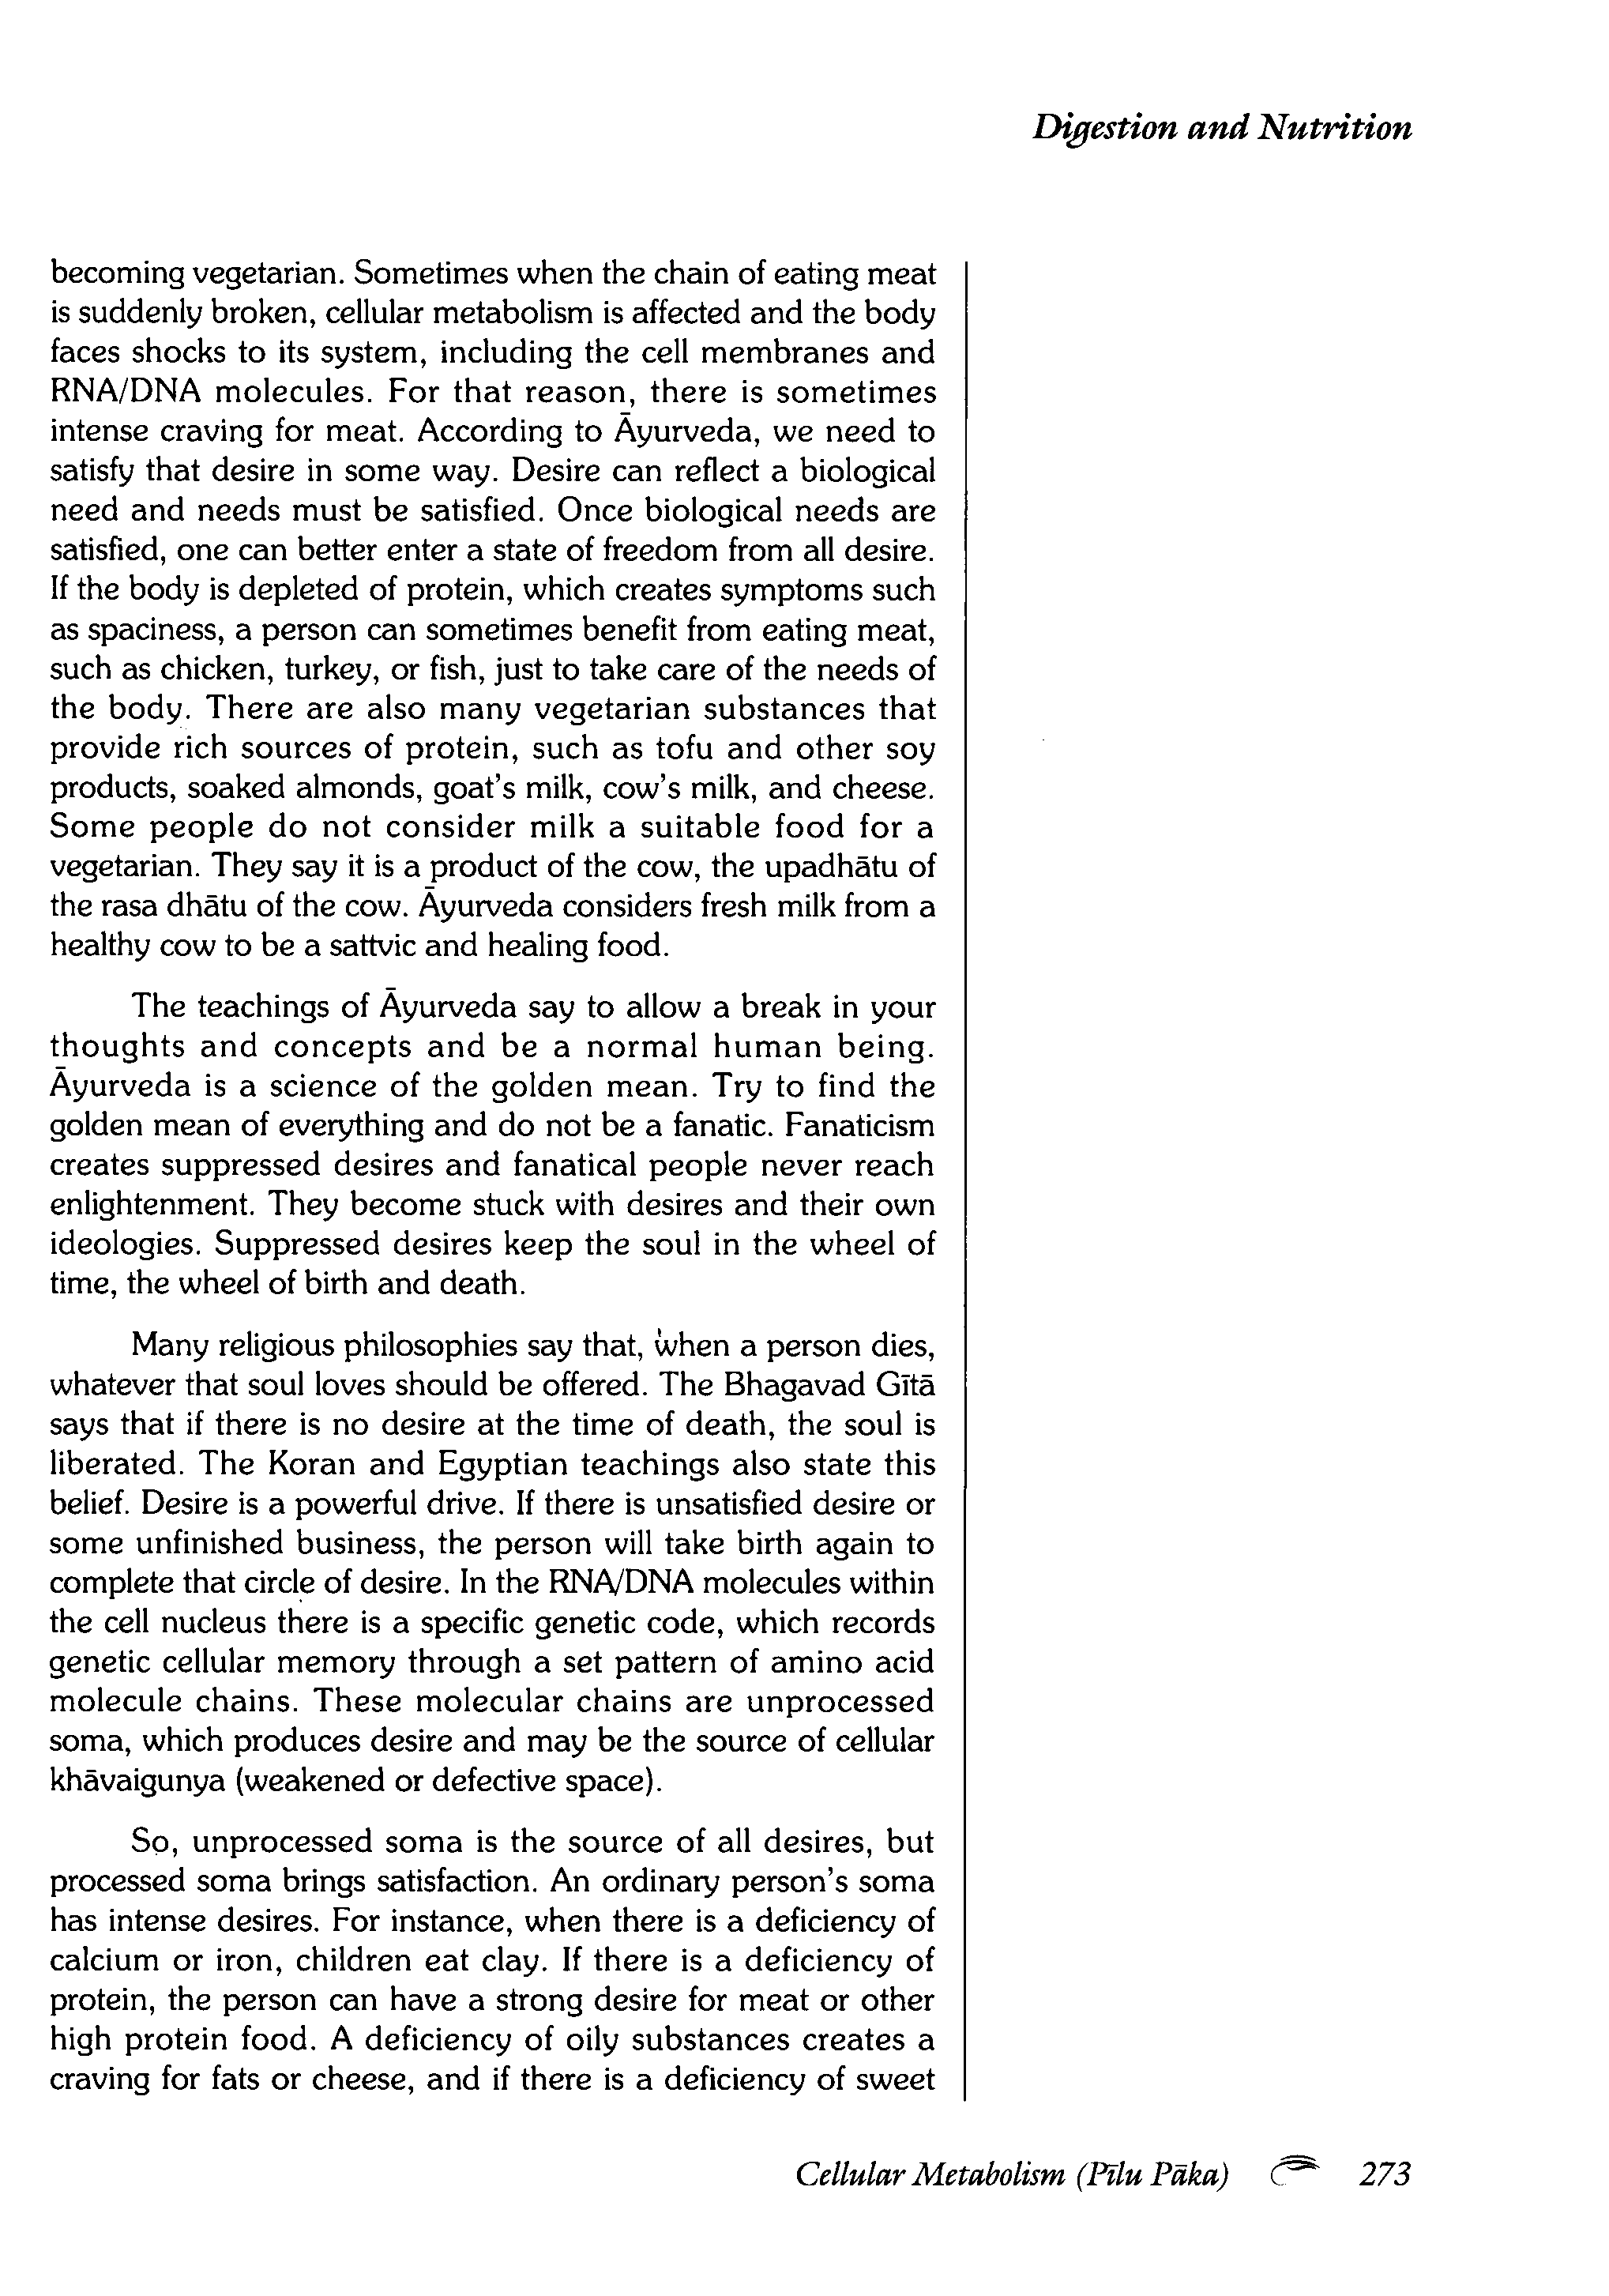 Digestion and Nutrition
becoming vegetarian. Sometimes when the chain of eating meat
is suddenly broken, cellular metabolism is affected and the body
faces shocks to its system, including the cell membranes and
RNA/DNA molecules. For that reason, there is sometimes
intense craving for meat. According to Āyurveda, we need to
satisfy that desire in some way. Desire can reflect a biological
need and needs must be satisfied. Once biological needs are
satisfied, one can better enter a state of freedom from all desire.
If the body is depleted of protein, which creates symptoms such
as spaciness, a person can sometimes benefit from eating meat,
such as chicken, turkey, or fish, just to take care of the needs of
the body. There are also many vegetarian substances that
provide rich sources of protein, such as tofu and other soy
products, soaked almonds, goat's milk, cow's milk, and cheese.
Some people do not consider milk a suitable food for a
vegetarian. They say it is a product of the cow, the upadhātu of
the rasa dhātu of the cow. Āyurveda considers fresh milk from a
healthy cow to be a sattvic and healing food.
The teachings of Āyurveda say to allow a break in your
thoughts and concepts and be a normal human being.
Āyurveda is a science of the golden mean. Try to find the
golden mean of everything and do not be a fanatic. Fanaticism
creates suppressed desires and fanatical people never reach
enlightenment. They become stuck with desires and their own
ideologies. Suppressed desires keep the soul in the wheel of
time, the wheel of birth and death.
Many religious philosophies say that, when a person dies,
whatever that soul loves should be offered. The Bhagavad Gītā
says that if there is no desire at the time of death, the soul is
liberated. The Koran and Egyptian teachings also state this
belief. Desire is a powerful drive. If there is unsatisfied desire or
some unfinished business, the person will take birth again to
complete that circle of desire. In the RNA/DNA molecules within
the cell nucleus there is a specific genetic code, which records
genetic cellular memory through a set pattern of amino acid
molecule chains. These molecular chains are unprocessed
soma, which produces desire and may be the source of cellular
khāvaigunya (weakened or defective space).
So, unprocessed soma is the source of all desires, but
processed soma brings satisfaction. An ordinary person's soma
has intense desires. For instance, when there is a deficiency of
calcium or iron, children eat clay. If there is a deficiency of
protein, the person can have a strong desire for meat or other
high protein food. A deficiency of oily substances creates a
craving for fats or cheese, and if there is a deficiency of sweet
Cellular Metabolism (Pīlu Pāka) 273